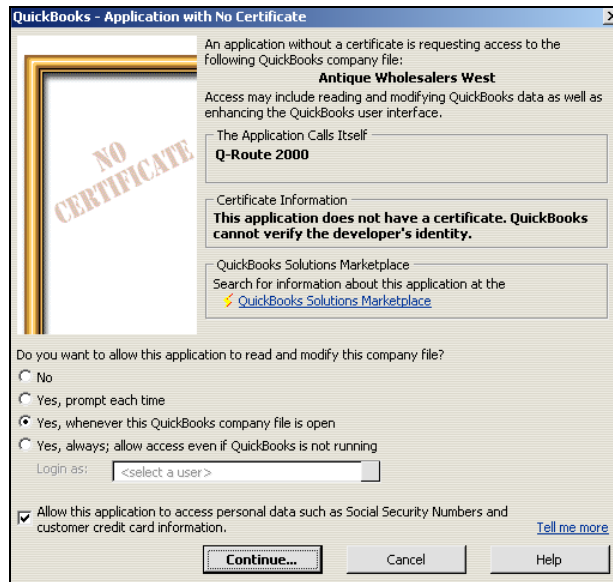 QuickBooks - Application with No Certificate
An application without a certificate is requesting access to the
following QuickBooks company file:
Antique Wholesalers West
Access may include reading and modifying QuickBooks data as well as
enhancing the QuickBooks user interface.
NO
CERTIFICATE
The Application Calls Itself
Q-Route 2000
Certificate Information
This application does not have a certificate. QuickBooks
cannot verify the developer's identity.
QuickBooks Solutions Marketplace
Search for information about this application at the
QuickBooks Solutions Marketplace
Do you want to allow this application to read and modify this company file?
No
Yes, prompt each time
Yes, whenever this QuickBooks company file is open
Yes, always; allow access even if QuickBooks is not running
Login as: <select a user>
Allow this application to access personal data such as Social Security Numbers and
customer credit card information.
Tell me more
Continue...
Cancel
Help